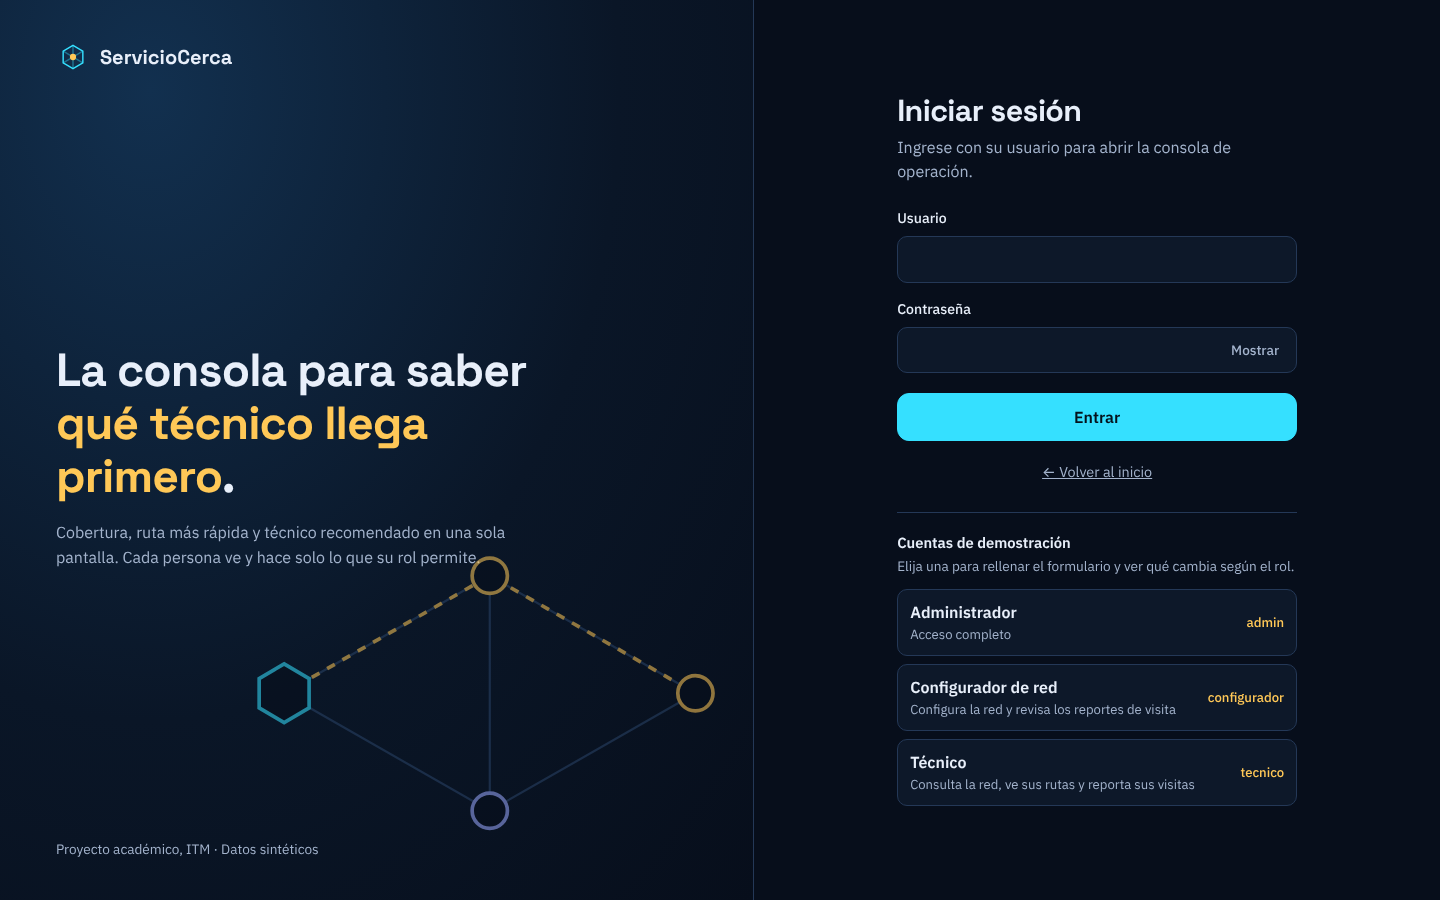 ServicioCerca
La consola para saber
qué técnico llega
primero.
Cobertura, ruta más rápida y técnico recomendado en una sola
pantalla. Cada persona ve y hace solo lo que su rol permite.
Proyecto académico, ITM · Datos sintéticos
Iniciar sesión
Ingrese con su usuario para abrir la consola de
operación.
Usuario
Contraseña
Mostrar
Entrar
← Volver al inicio
Cuentas de demostración
Elija una para rellenar el formulario y ver qué cambia según el rol.
Administrador
Acceso completo
admin
Configurador de red
Configura la red y revisa los reportes de visita
configurador
Técnico
Consulta la red, ve sus rutas y reporta sus visitas
tecnico